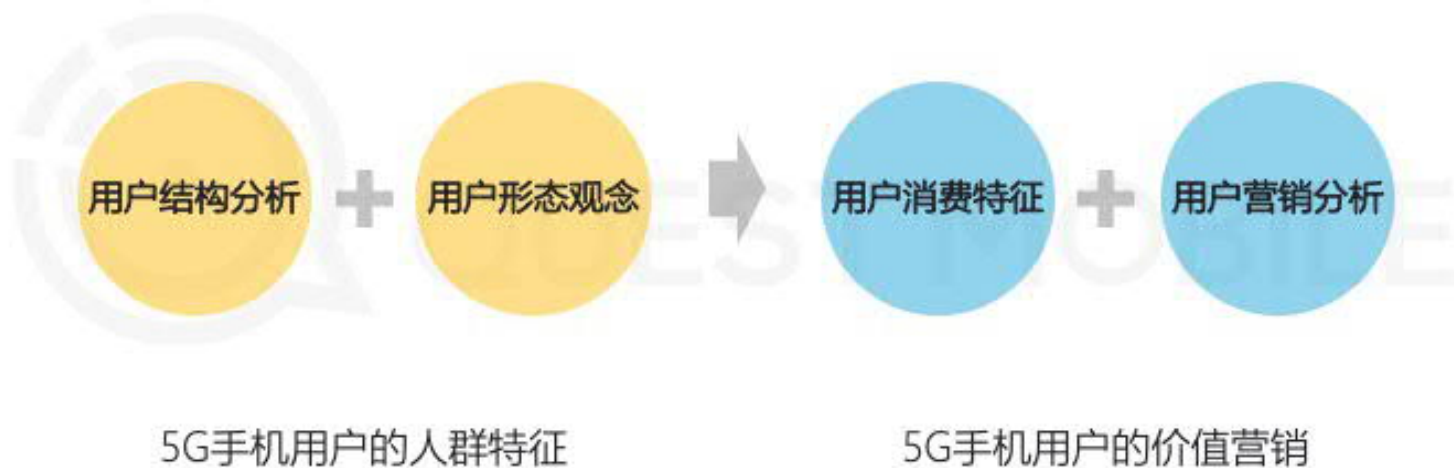 用户结构分析
用户形态观念
用户消费特征
用户营销分析
QUEST MOBILE
5G手机用户的人群特征
5G手机用户的价值营销